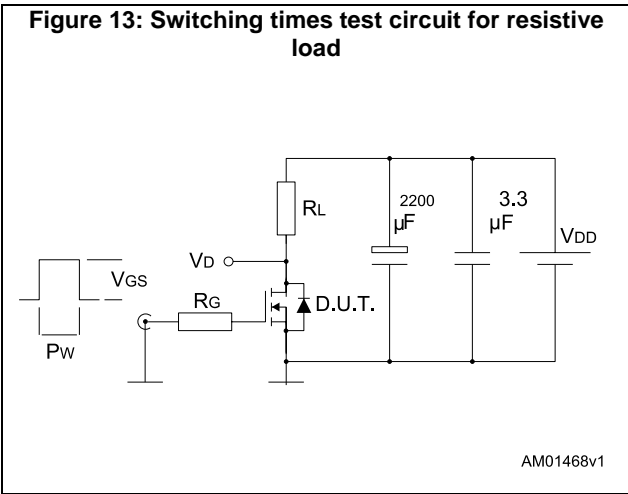 Figure 13: Switching times test circuit for resistive
load
2200
μF
3.3
μF
VDD
RL
VD
VGS
RG
D.U.T.
PW
AM01468v1